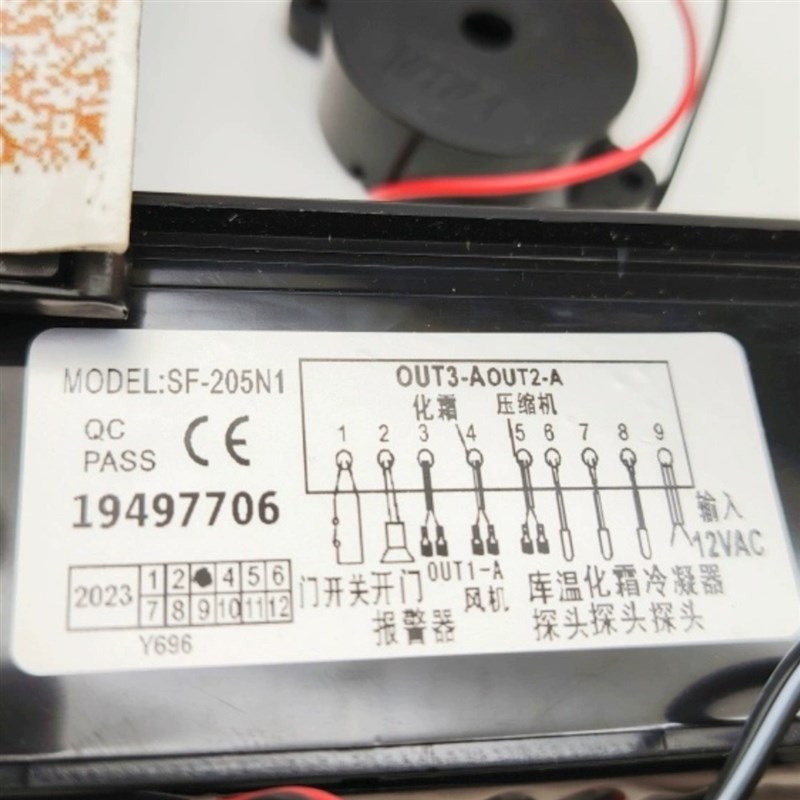 MODEL:SF-205N1
QC
PASS
CE
19497706
2023 1 2 4 5 6
7 8 9 10 11 12
Y696
OUT3-A OUT2-A
化霜 压缩机
1 2 3 4 5 6 7 8 9
输入
12VAC
OUT1-A
门开关 开门 风机 库温 化霜 冷凝器
报警器 探头 探头 探头